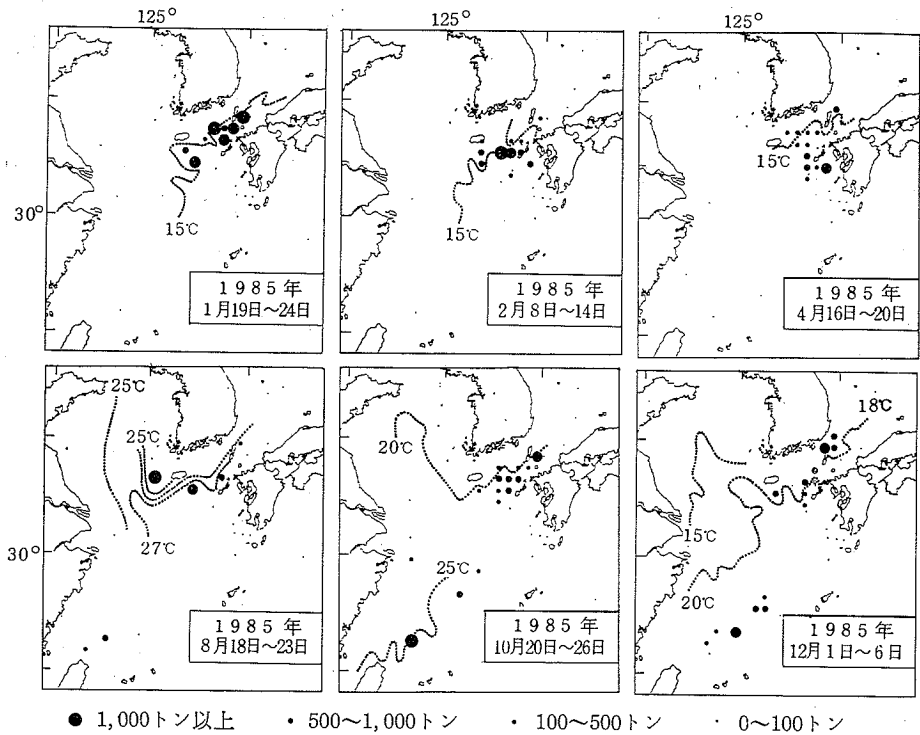 125°
125°
125°
30°
15℃
1985年
1月19日～24日
15℃
1985年
2月8日～14日
15℃
1985年
4月16日～20日
25℃
25℃
30°
27℃
1985年
8月18日～23日
20℃
25℃
1985年
10月20日～26日
18℃
15℃
20℃
1985年
12月1日～6日
1,000トン以上
500～1,000トン
100～500トン
0～100トン